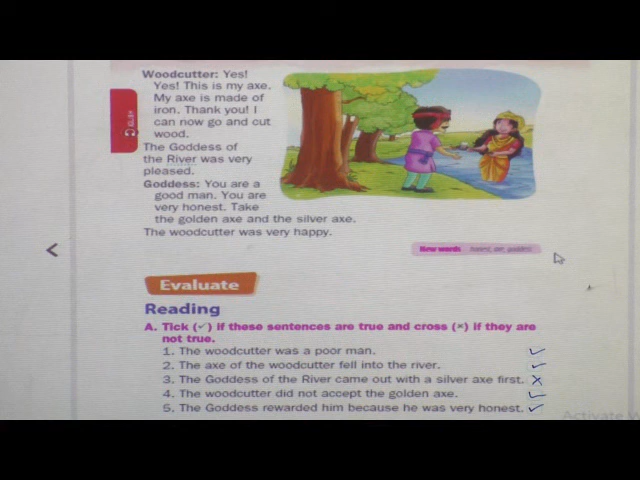 Woodcutter: Yes!
Yes! This is my axe.
My axe is made of
iron. Thank you! I
can now go and cut
wood.
The Goddess of
the River was very
pleased.
Goddess: You are a
good man. You are
very honest. Take
the golden axe and the silver axe.
The woodcutter was very happy.
New words honest,
Evaluate
Reading
A. Tick (✓) if these sentences are true and cross (×) if they are
not true.
1. The woodcutter was a poor man. ✓
2. The axe of the woodcutter fell into the river. ✓
3. The Goddess of the River came out with a silver axe first. ×
4. The woodcutter did not accept the golden axe. ✓
5. The Goddess rewarded him because he was very honest. ✓
Activate